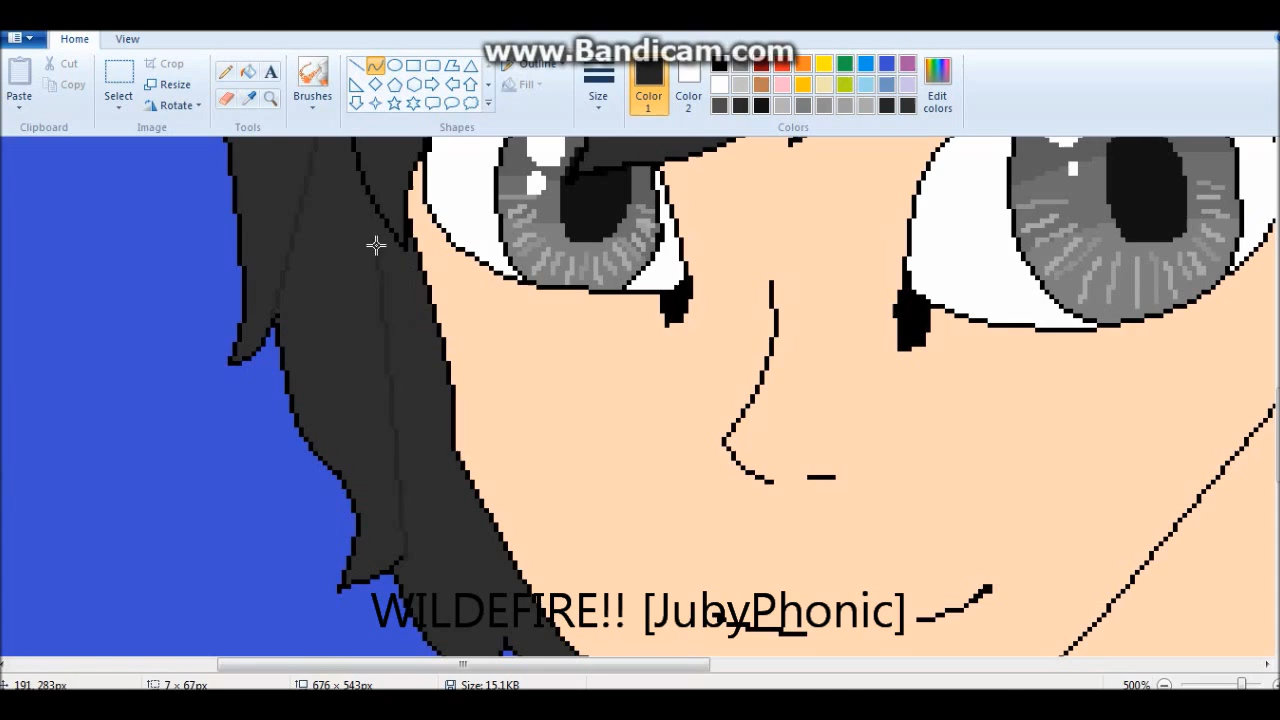 www.Bandicam.com
Home View
Paste
Cut
Copy
Clipboard
Select
Crop
Resize
Rotate
Image
Tools
Brushes
Outline
Fill
Shapes
Size
Color 1
Color 2
Edit colors
Colors
WILDEFIRE!! [JubyPhonic]
191, 283px 7 × 67px 676 × 543px Size: 15.1KB 500%